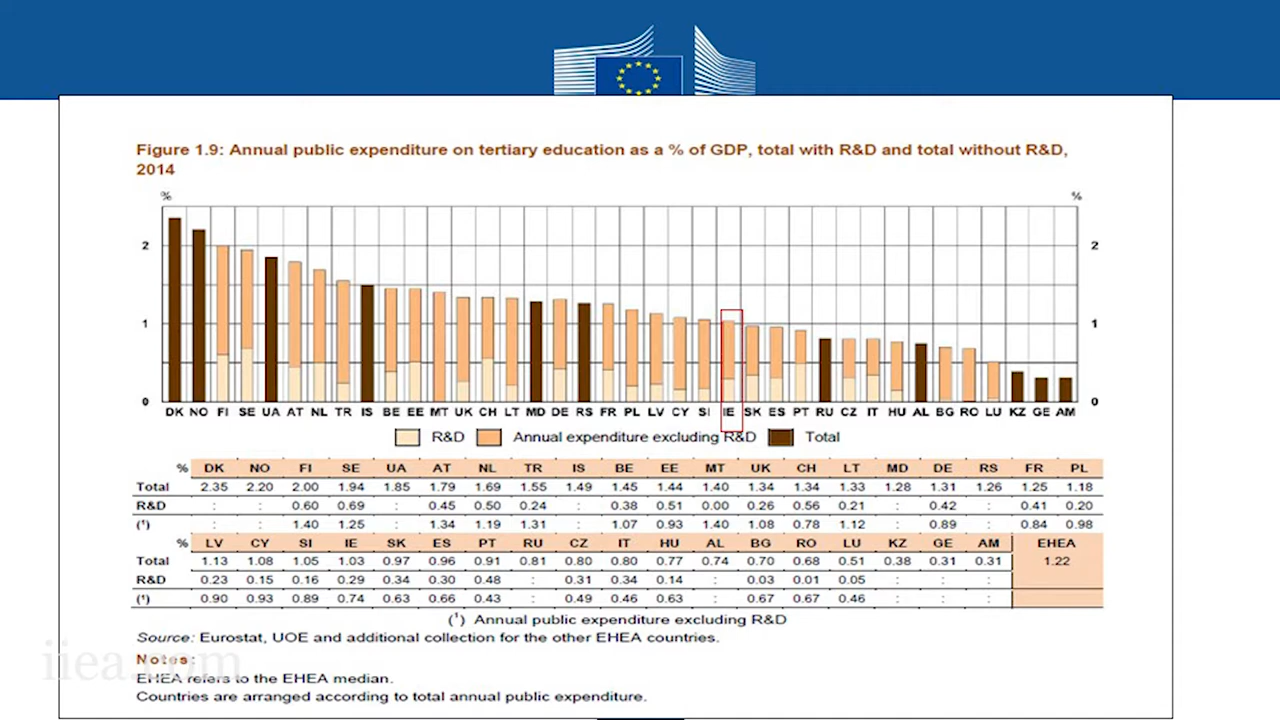 Figure 1.9: Annual public expenditure on tertiary education as a % of GDP, total with R&D and total without R&D,
2014
% %
2 2
1 1
0 0
DK NO FI SE UA AT NL TR IS BE EE MT UK CH LT MD DE RS FR PL LV CY SI IE SK ES PT RU CZ IT HU AL BG RO LU KZ GE AM
R&D Annual expenditure excluding R&D Total
% DK NO FI SE UA AT NL TR IS BE EE MT UK CH LT MD DE RS FR PL
Total 2.35 2.20 2.00 1.94 1.85 1.79 1.69 1.55 1.49 1.45 1.44 1.40 1.34 1.34 1.33 1.28 1.31 1.26 1.25 1.18
R&D : : 0.60 0.69 : 0.45 0.50 0.24 : 0.38 0.51 0.00 0.26 0.56 0.21 : 0.42 : 0.41 0.20
(¹) : : 1.40 1.25 : 1.34 1.19 1.31 : 1.07 0.93 1.40 1.08 0.78 1.12 : 0.89 : 0.84 0.98
% LV CY SI IE SK ES PT RU CZ IT HU AL BG RO LU KZ GE AM EHEA
Total 1.13 1.08 1.05 1.03 0.97 0.96 0.91 0.81 0.80 0.80 0.77 0.74 0.70 0.68 0.51 0.38 0.31 0.31 1.22
R&D 0.23 0.15 0.16 0.29 0.34 0.30 0.48 : 0.31 0.34 0.14 : 0.03 0.01 0.05 : : :
(¹) 0.90 0.93 0.89 0.74 0.63 0.66 0.43 : 0.49 0.46 0.63 : 0.67 0.67 0.46 : : :
(¹) Annual public expenditure excluding R&D
Source: Eurostat, UOE and additional collection for the other EHEA countries.
iiea.com
Notes:
EHEA refers to the EHEA median.
Countries are arranged according to total annual public expenditure.